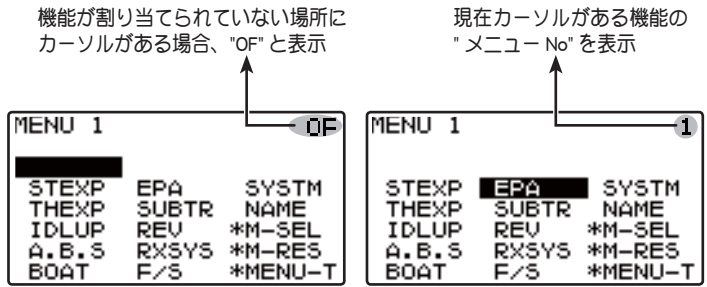 機能が割り当てられていない場所に
カーソルがある場合、"OF" と表示
現在カーソルがある機能の
" メニュー No" を表示
MENU 1 OF
STEXP EPA SYSTM
THEXP SUBTR NAME
IDLUP REV *M-SEL
A.B.S RXSYS *M-RES
BOAT F/S *MENU-T
MENU 1 1
STEXP EPA SYSTM
THEXP SUBTR NAME
IDLUP REV *M-SEL
A.B.S RXSYS *M-RES
BOAT F/S *MENU-T